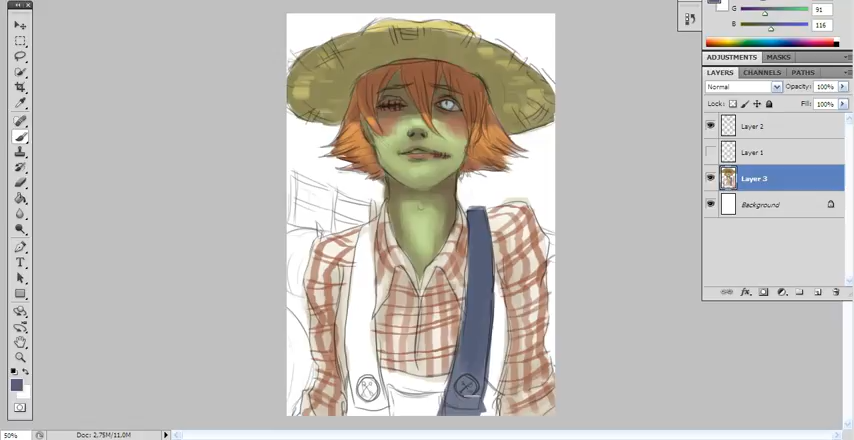 G 91
B 116
ADJUSTMENTS MASKS
LAYERS CHANNELS PATHS
Normal Opacity: 100%
Lock: Fill: 100%
Layer 2
Layer 1
Layer 3
Background
T
50% Doc: 2.75M/11.0M